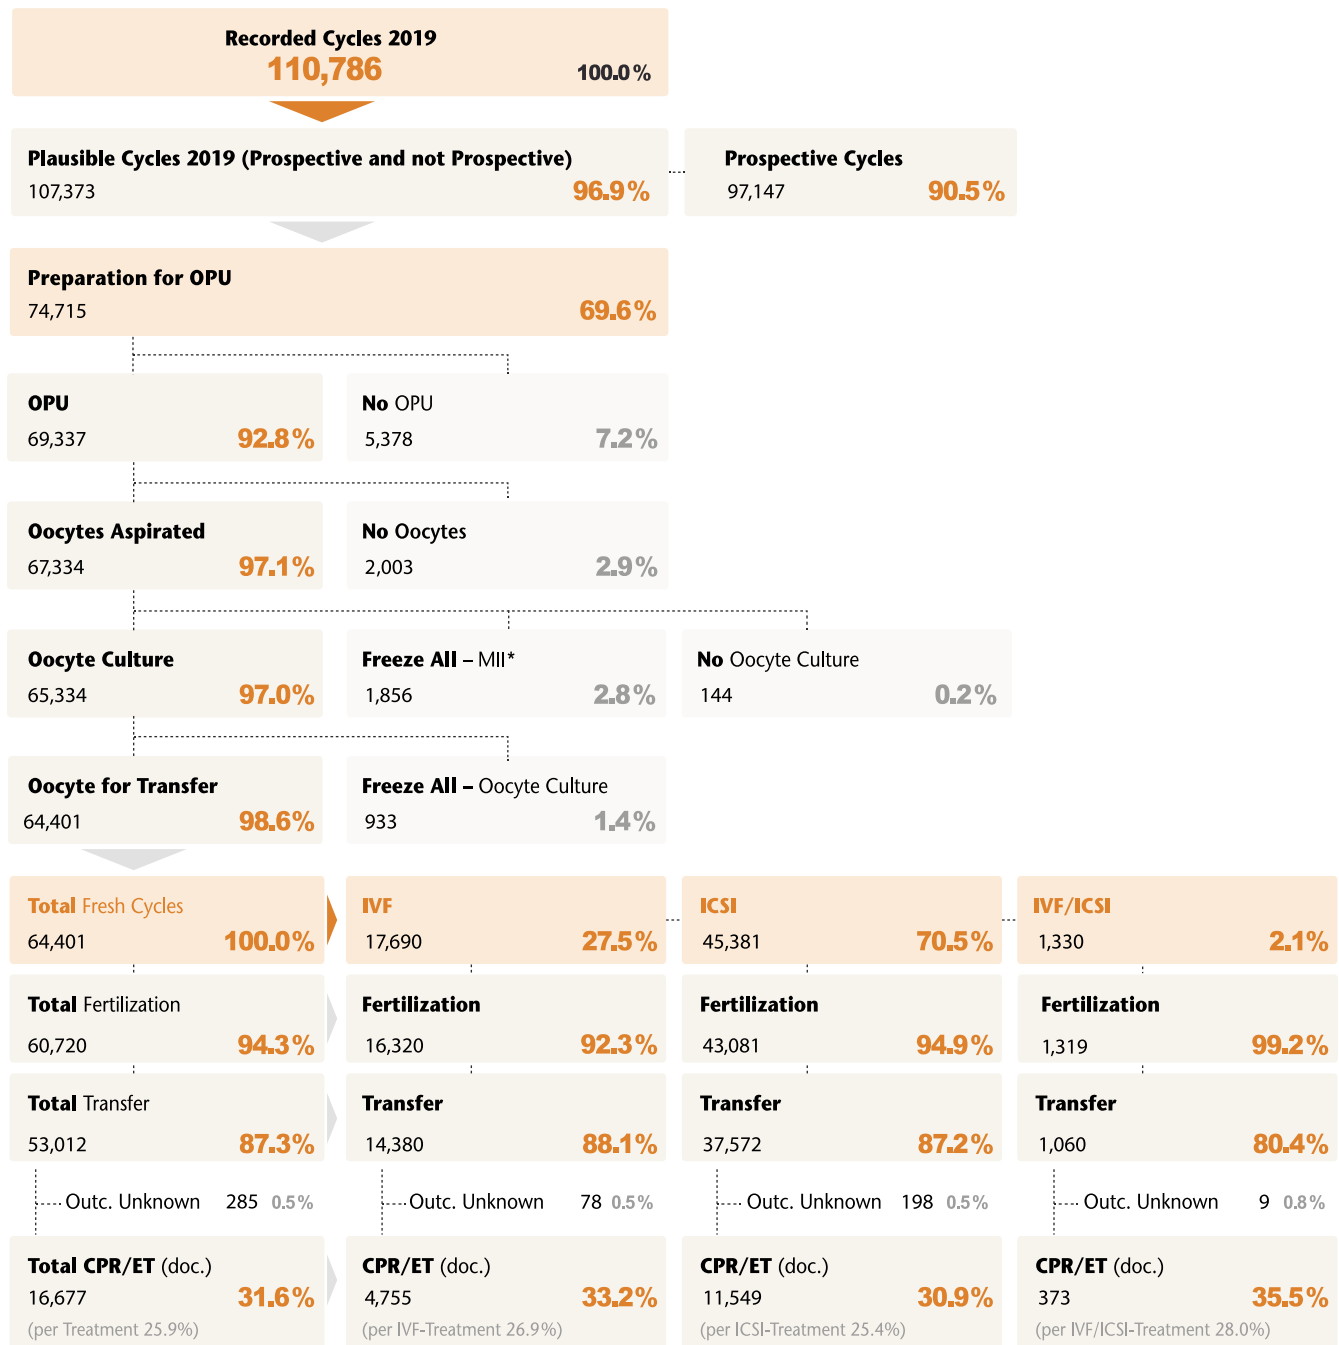 Recorded Cycles 2019
110,786 100.0%
Plausible Cycles 2019 (Prospective and not Prospective)
107,373 96.9%
Prospective Cycles
97,147 90.5%
Preparation for OPU
74,715 69.6%
OPU
69,337 92.8%
No OPU
5,378 7.2%
Oocytes Aspirated
67,334 97.1%
No Oocytes
2,003 2.9%
Oocyte Culture
65,334 97.0%
Freeze All – MII*
1,856 2.8%
No Oocyte Culture
144 0.2%
Oocyte for Transfer
64,401 98.6%
Freeze All – Oocyte Culture
933 1.4%
Total Fresh Cycles
64,401 100.0%
IVF
17,690 27.5%
ICSI
45,381 70.5%
IVF/ICSI
1,330 2.1%
Total Fertilization
60,720 94.3%
Fertilization
16,320 92.3%
Fertilization
43,081 94.9%
Fertilization
1,319 99.2%
Total Transfer
53,012 87.3%
Transfer
14,380 88.1%
Transfer
37,572 87.2%
Transfer
1,060 80.4%
Outc. Unknown 285 0.5%
Outc. Unknown 78 0.5%
Outc. Unknown 198 0.5%
Outc. Unknown 9 0.8%
Total CPR/ET (doc.)
16,677 31.6%
(per Treatment 25.9%)
CPR/ET (doc.)
4,755 33.2%
(per IVF-Treatment 26.9%)
CPR/ET (doc.)
11,549 30.9%
(per ICSI-Treatment 25.4%)
CPR/ET (doc.)
373 35.5%
(per IVF/ICSI-Treatment 28.0%)